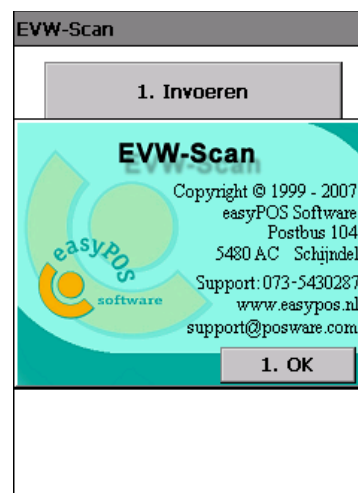 EVW-Scan
1. Invoeren
EVW-Scan
Copyright © 1999 - 2007
easyPOS Software
Postbus 104
5480 AC Schijndel
Support: 073-5430287
www.easypos.nl
support@posware.com
easyPOS
software
1. OK